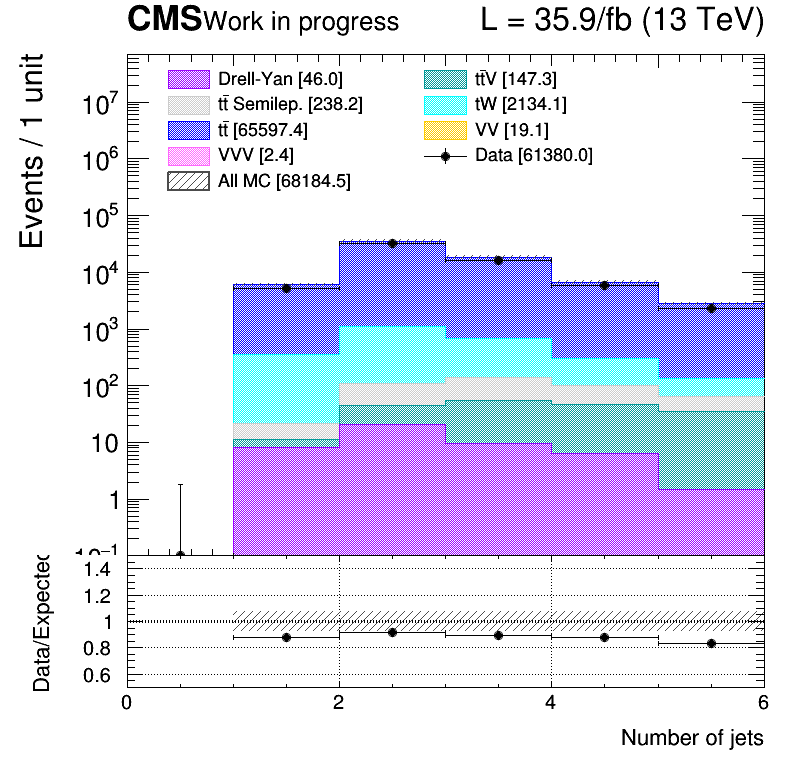 CMS Work in progress L = 35.9/fb (13 TeV)
Events / 1 unit
Drell-Yan [46.0] tt̄V [147.3]
tt̄ Semilep. [238.2] tW [2134.1]
tt̄ [65597.4] VV [19.1]
VVV [2.4] Data [61380.0]
All MC [68184.5]
10⁷
10⁶
10⁵
10⁴
10³
10²
10
1
10⁻¹
Data/Expected
1.4
1.2
1
0.8
0.6
0 2 4 6
Number of jets